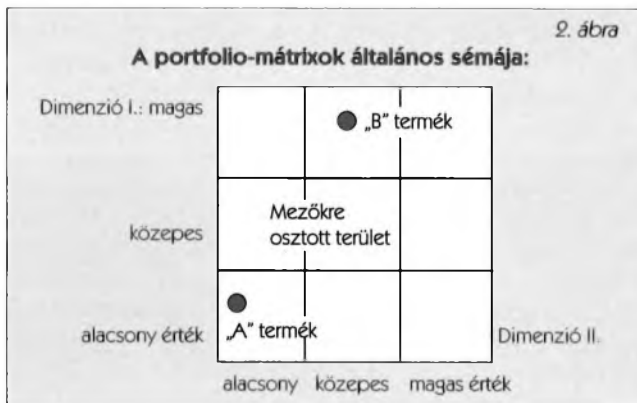 2. ábra
A portfolio-mátrixok általános sémája:
Dimenzió I.: magas
„B" termék
közepes
Mezőkre
osztott terület
alacsony érték
„A" termék
Dimenzió II.
alacsony közepes magas érték